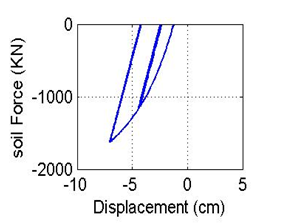 soil Force (KN)
0
-1000
-2000
-10 -5 0 5
Displacement (cm)